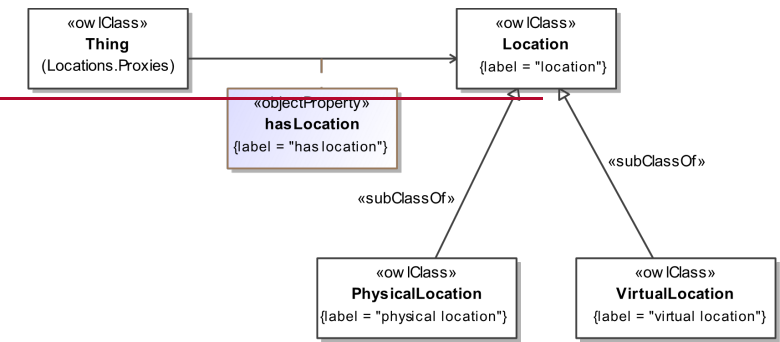 «owlClass»
Thing
(Locations.Proxies)
«owlClass»
Location
{label = "location"}
«objectProperty»
hasLocation
{label = "has location"}
«subClassOf»
«subClassOf»
«owlClass»
PhysicalLocation
{label = "physical location"}
«owlClass»
VirtualLocation
{label = "virtual location"}